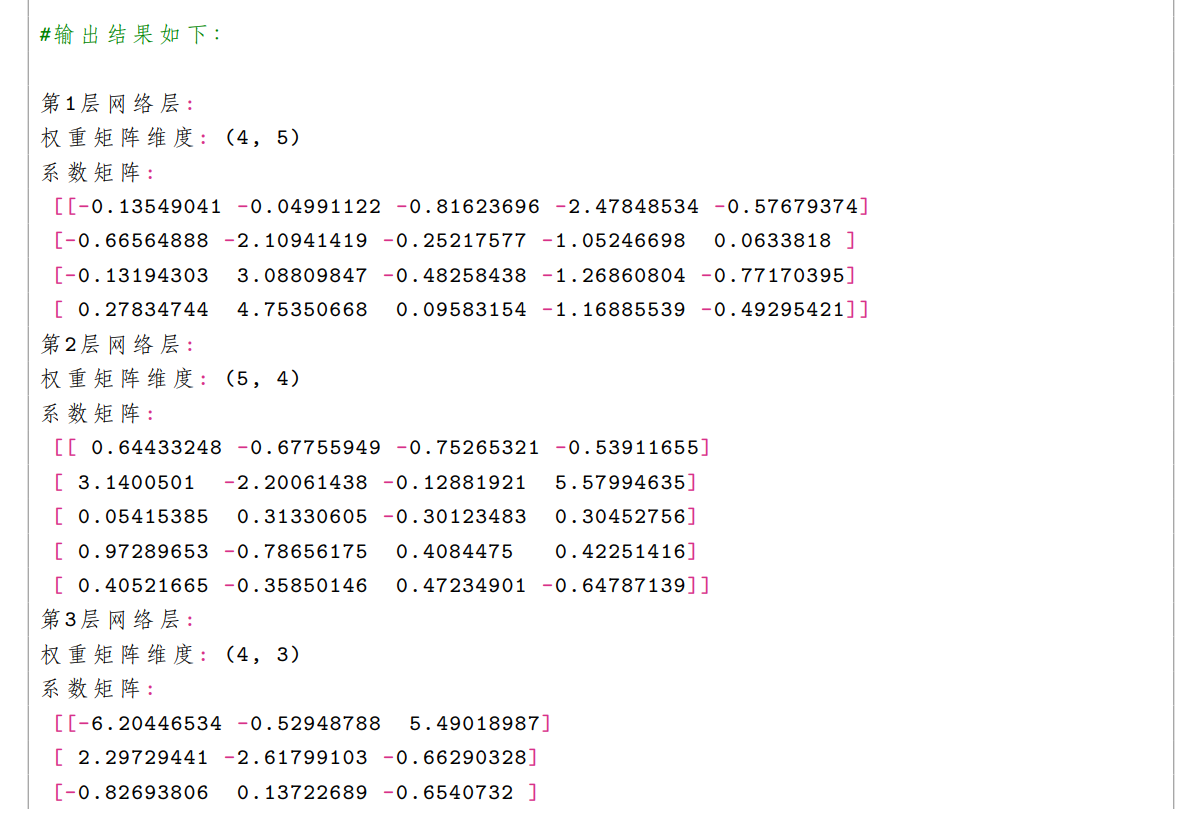 #输出结果如下:
第1层网络层:
权重矩阵维度: (4, 5)
系数矩阵:
[[-0.13549041 -0.04991122 -0.81623696 -2.47848534 -0.57679374]
[-0.66564888 -2.10941419 -0.25217577 -1.05246698  0.0633818 ]
[-0.13194303  3.08809847 -0.48258438 -1.26860804 -0.77170395]
[ 0.27834744  4.75350668  0.09583154 -1.16885539 -0.49295421]]
第2层网络层:
权重矩阵维度: (5, 4)
系数矩阵:
[[ 0.64433248 -0.67755949 -0.75265321 -0.53911655]
[ 3.1400501  -2.20061438 -0.12881921  5.57994635]
[ 0.05415385  0.31330605 -0.30123483  0.30452756]
[ 0.97289653 -0.78656175  0.4084475   0.42251416]
[ 0.40521665 -0.35850146  0.47234901 -0.64787139]]
第3层网络层:
权重矩阵维度: (4, 3)
系数矩阵:
[[-6.20446534 -0.52948788  5.49018987]
[ 2.29729441 -2.61799103 -0.66290328]
[-0.82693806  0.13722689 -0.6540732 ]